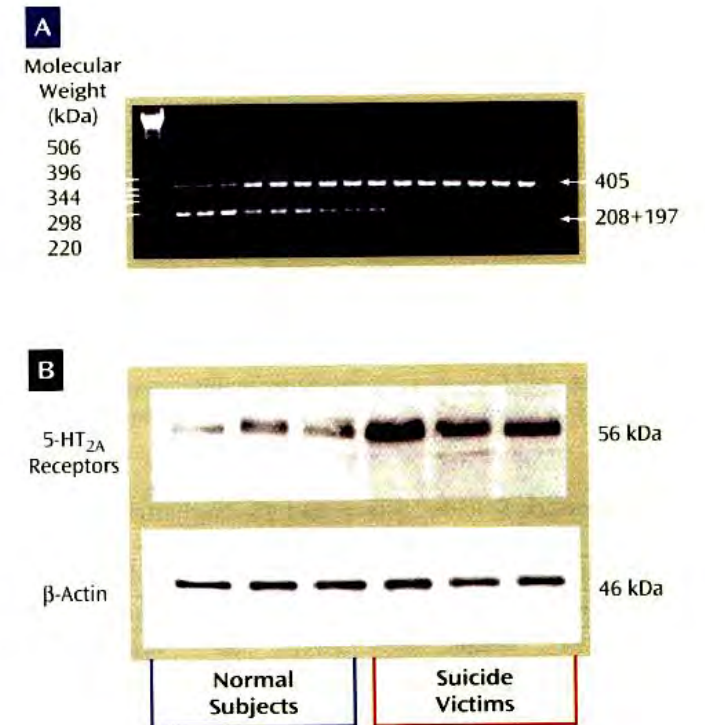 A
Molecular
Weight
(kDa)
506
396
344
298
220
405
208+197
B
5-HT2A
Receptors
56 kDa
β-Actin
46 kDa
Normal
Subjects
Suicide
Victims